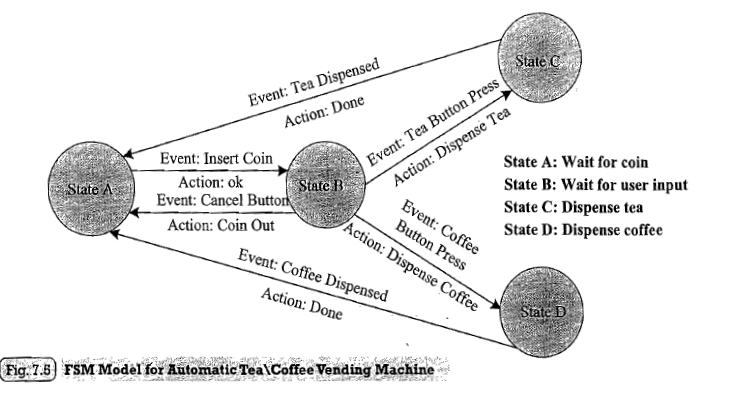 State C
Event: Tea Dispensed
Action: Done
Event: Tea Button Press
Action: Dispense Tea
Event: Insert Coin
Action: ok
State A
State B
Event: Cancel Button
Action: Coin Out
State A: Wait for coin
State B: Wait for user input
State C: Dispense tea
State D: Dispense coffee
Event: Coffee
Button Press
Action: Dispense Coffee
Event: Coffee Dispensed
Action: Done
State D
Fig. 7.5 FSM Model for Automatic Tea\Coffee Vending Machine